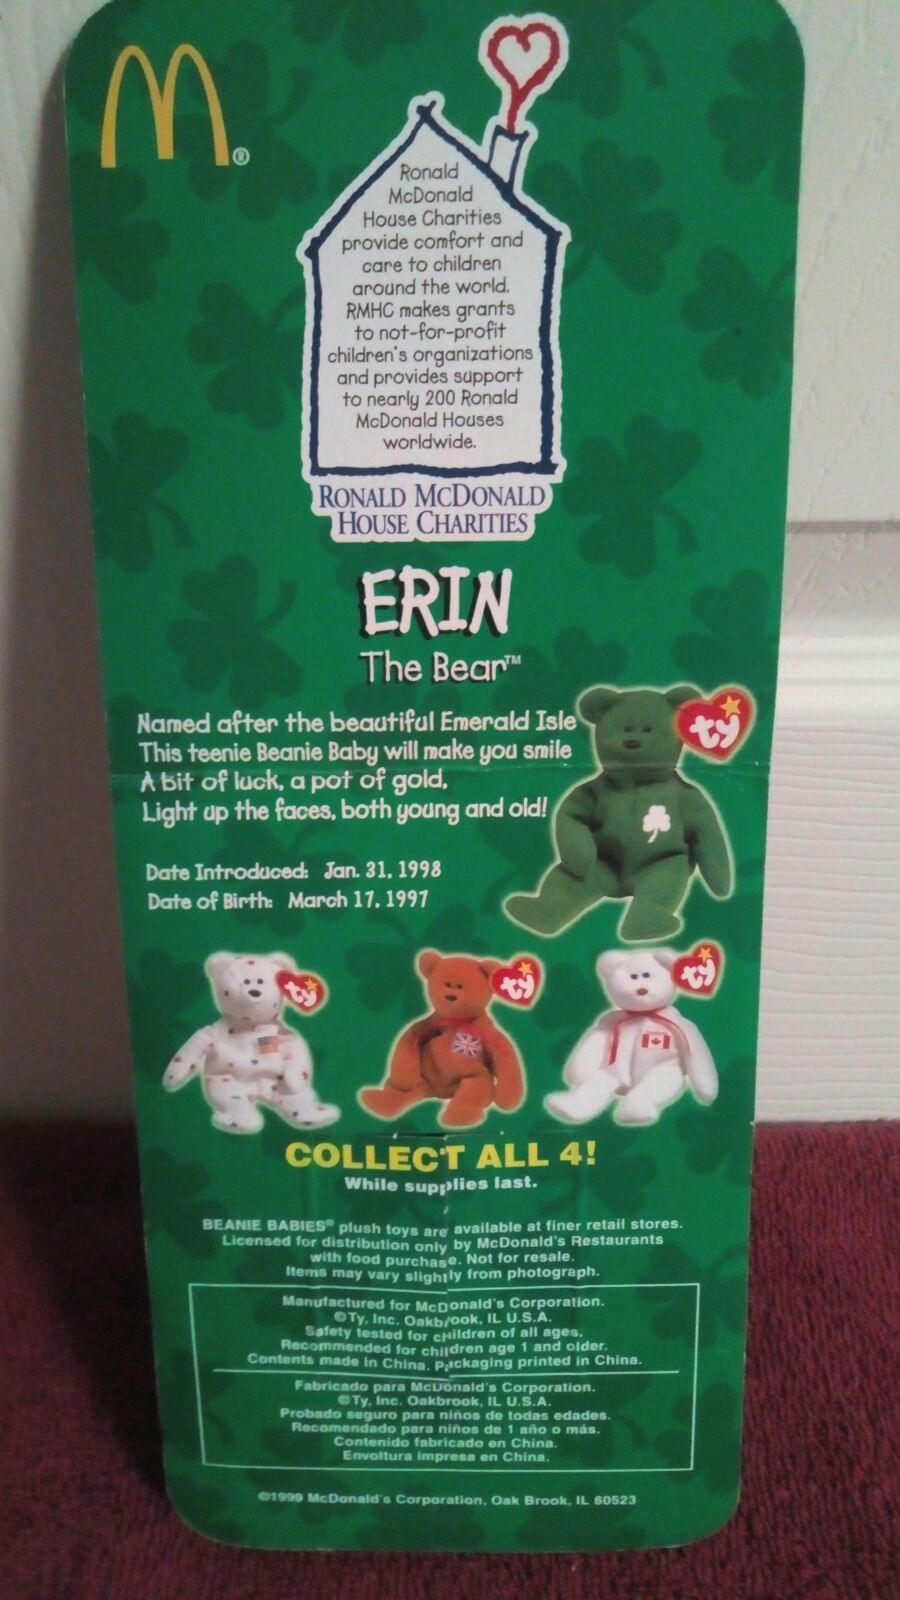 M®
Ronald
McDonald
House Charities
provide comfort and
care to children
around the world.
RMHC makes grants
to not-for-profit
children's organizations
and provides support
to nearly 200 Ronald
McDonald Houses
worldwide.
RONALD MCDONALD
HOUSE CHARITIES
ERIN
The Bear™
Named after the beautiful Emerald Isle
This teenie Beanie Baby will make you smile
A bit of luck, a pot of gold,
Light up the faces, both young and old!
ty
Date Introduced: Jan. 31, 1998
Date of Birth: March 17, 1997
ty
ty
ty
CANADA
COLLECT ALL 4!
While supplies last.
BEANIE BABIES® plush toys are available at finer retail stores.
Licensed for distribution only by McDonald's Restaurants
with food purchase. Not for resale.
Items may vary slightly from photograph.
Manufactured for McDonald's Corporation.
©Ty, Inc. Oakbrook, IL U.S.A.
Safety tested for children of all ages.
Recommended for children age 1 and older.
Contents made in China. Packaging printed in China.
Fabricado para McDonald's Corporation.
©Ty, Inc. Oakbrook, IL U.S.A.
Probado seguro para niños de todas edades.
Recomendado para niños de 1 año o más.
Contenido fabricado en China.
Envoltura impresa en China.
©1999 McDonald's Corporation, Oak Brook, IL 60523